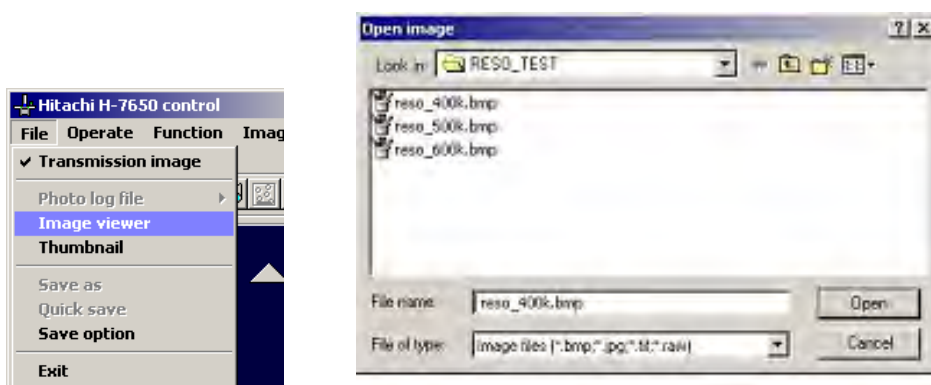 Hitachi H-7650 control
File Operate Function Imag
✓ Transmission image
Photo log file
Image viewer
Thumbnail
Save as
Quick save
Save option
Exit
Open image
Look in: RESO_TEST
reso_400k.bmp
reso_500k.bmp
reso_600k.bmp
File name: reso_400k.bmp Open
File of type: Image files (*.bmp;*.jpg;*.tif;*.raw) Cancel